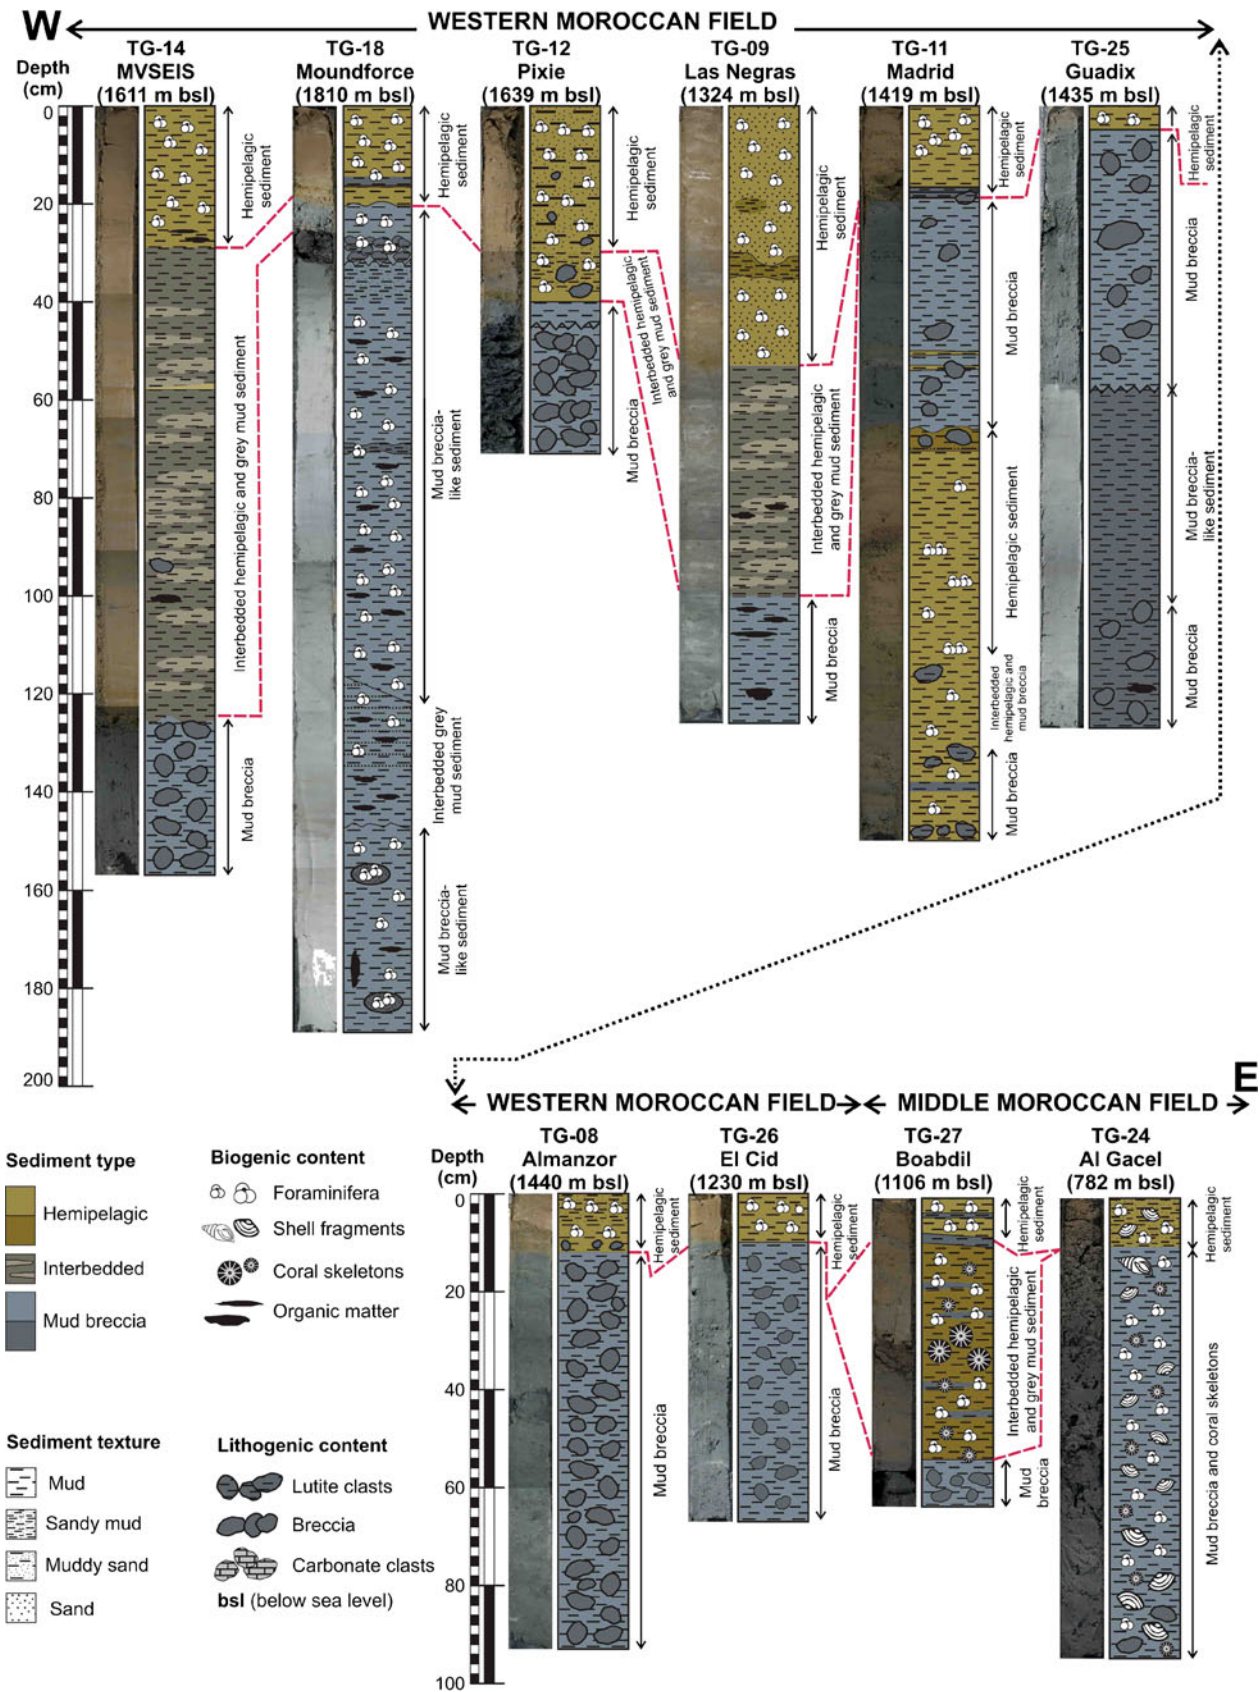 W
WESTERN MOROCCAN FIELD
Depth
(cm)
TG-14
MVSEIS
(1611 m bsl)
TG-18
Moundforce
(1810 m bsl)
TG-12
Pixie
(1639 m bsl)
TG-09
Las Negras
(1324 m bsl)
TG-11
Madrid
(1419 m bsl)
TG-25
Guadix
(1435 m bsl)
0
20
40
60
80
100
120
140
160
180
200
Hemipelagic
sediment
Interbedded hemipelagic and grey mud sediment
Mud breccia
Hemipelagic
sediment
Mud breccia-
like sediment
Interbedded grey
mud sediment
Mud breccia-
like sediment
Hemipelagic
sediment
Interbedded hemipelagic
and grey mud sediment
Mud breccia
Hemipelagic
sediment
Interbedded hemipelagic
and grey mud sediment
Mud breccia
Hemipelagic
sediment
Mud breccia
Hemipelagic sediment
Interbedded
hemipelagic and
mud breccia
Mud breccia
Hemipelagic
sediment
Mud breccia
Mud breccia-
like sediment
Mud breccia
E
WESTERN MOROCCAN FIELD
MIDDLE MOROCCAN FIELD
Depth
(cm)
TG-08
Almanzor
(1440 m bsl)
TG-26
El Cid
(1230 m bsl)
TG-27
Boabdil
(1106 m bsl)
TG-24
Al Gacel
(782 m bsl)
0
20
40
60
80
100
Hemipelagic
sediment
Mud breccia
Hemipelagic
sediment
Mud breccia
Hemipelagic
sediment
Interbedded hemipelagic
and grey mud sediment
Mud
breccia
Hemipelagic
sediment
Mud breccia and coral skeletons
Sediment type
Hemipelagic
Interbedded
Mud breccia
Biogenic content
Foraminifera
Shell fragments
Coral skeletons
Organic matter
Sediment texture
Mud
Sandy mud
Muddy sand
Sand
Lithogenic content
Lutite clasts
Breccia
Carbonate clasts
bsl (below sea level)